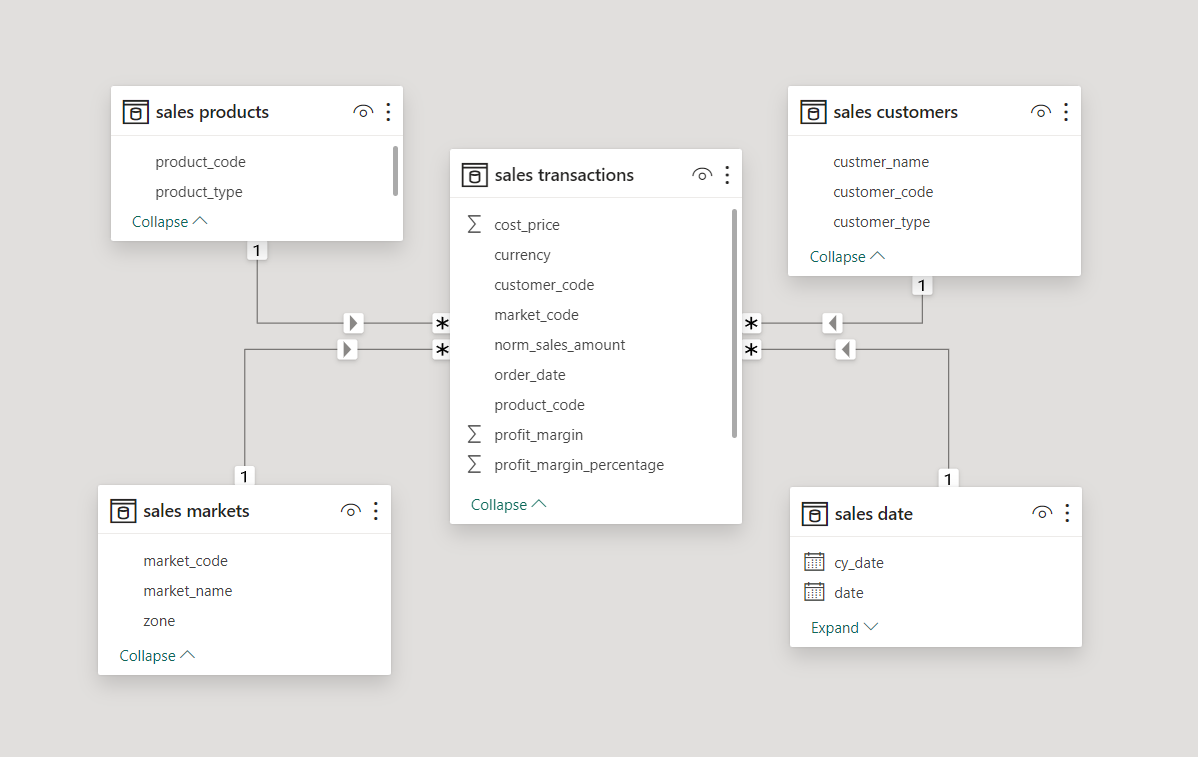 sales products
product_code
product_type
Collapse
1
sales customers
custmer_name
customer_code
customer_type
Collapse
1
sales transactions
Σ cost_price
currency
customer_code
market_code
norm_sales_amount
order_date
product_code
Σ profit_margin
Σ profit_margin_percentage
Collapse
* *
* *
1
sales markets
market_code
market_name
zone
Collapse
1
sales date
cy_date
date
Expand